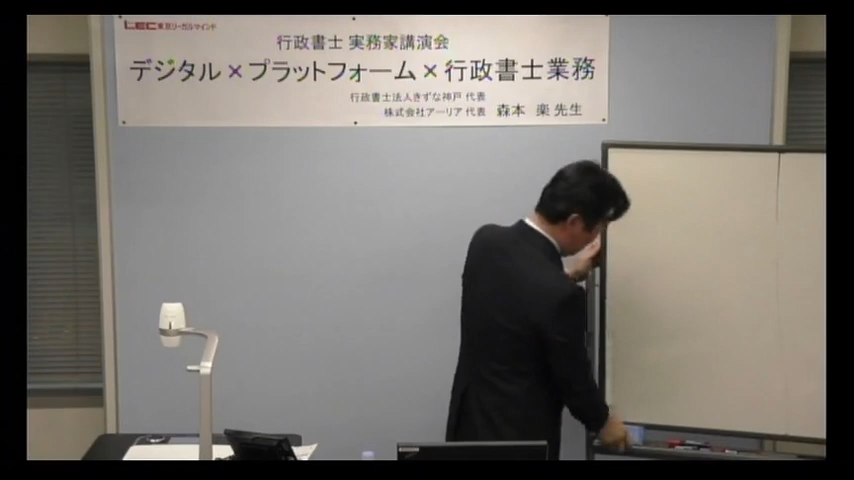 LEC東京リーガルマインド
行政書士 実務家講演会
デジタル×プラットフォーム×行政書士業務
行政書士法人きずな神戸 代表
株式会社アーリア 代表 森本 楽 先生